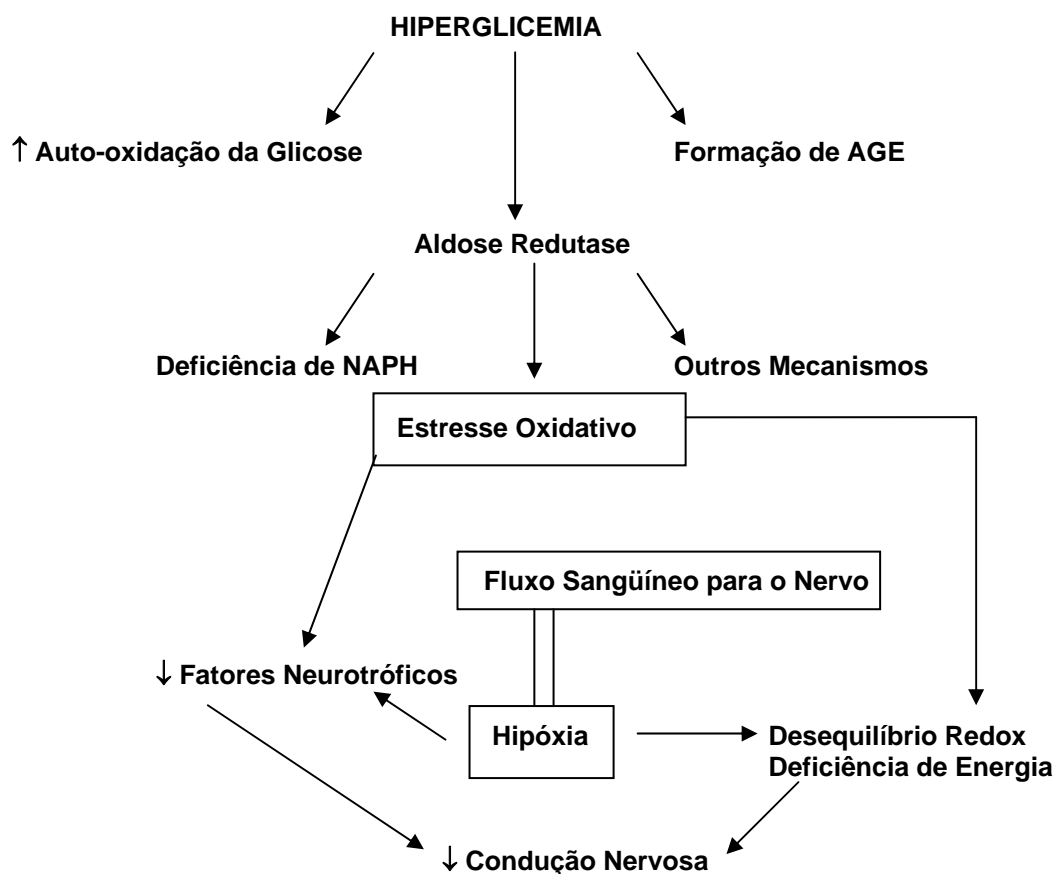 HIPERGLICEMIA
↑ Auto-oxidação da Glicose
Formação de AGE
Aldose Redutase
Deficiência de NAPH
Outros Mecanismos
Estresse Oxidativo
Fluxo Sangüíneo para o Nervo
↓ Fatores Neurotróficos
Hipóxia
Desequilíbrio Redox
Deficiência de Energia
↓ Condução Nervosa